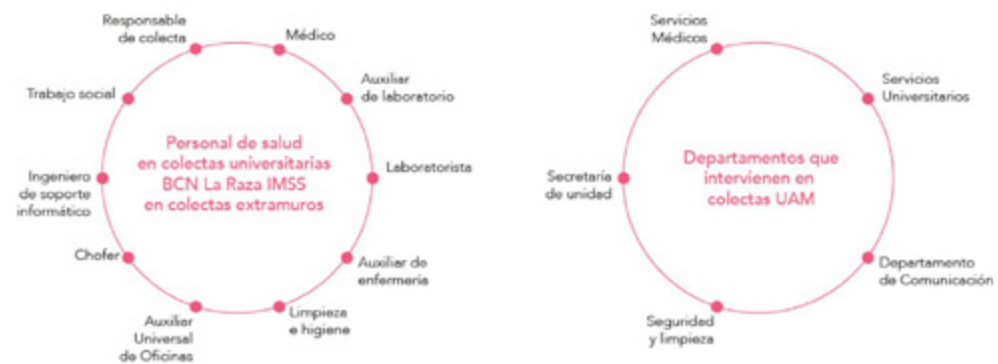 Responsable
de colecta
Médico
Auxiliar
de laboratorio
Laboratorista
Auxiliar de
enfermería
Limpieza
e higiene
Auxiliar
Universal
de Oficinas
Chofer
Ingeniero
de soporte
informático
Trabajo social
Personal de salud
en colectas universitarias
BCN La Raza IMSS
en colectas extramuros
Servicios
Médicos
Servicios
Universitarios
Departamento
de Comunicación
Seguridad
y limpieza
Secretaría
de unidad
Departamentos que
intervienen en
colectas UAM